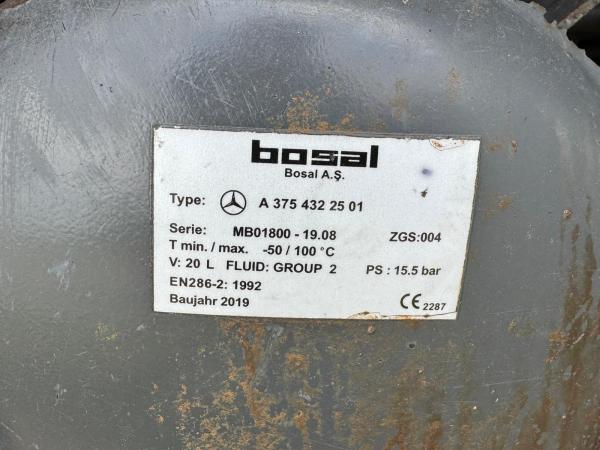 bosal
Bosal A.Ş.
Type: A 375 432 25 01
Serie: MB01800 - 19.08 ZGS:004
T min. / max. -50 / 100 °C
V: 20 L FLUID: GROUP 2 PS : 15.5 bar
EN286-2: 1992
Baujahr 2019 CE 2287